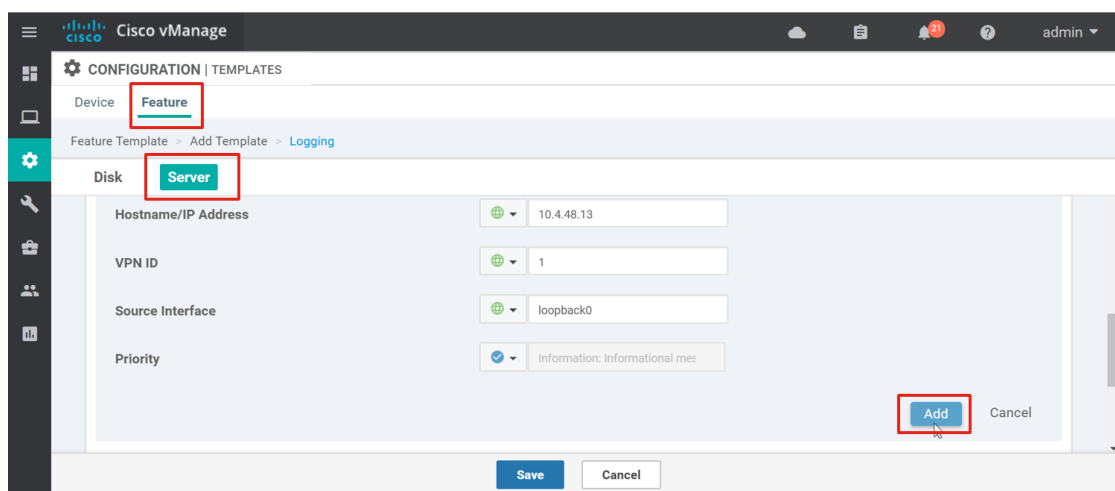 cisco Cisco vManage 21 admin
CONFIGURATION | TEMPLATES
Device Feature
Feature Template > Add Template > Logging
Disk Server
Hostname/IP Address 10.4.48.13
VPN ID 1
Source Interface loopback0
Priority Information: Informational mes
Add Cancel
Save Cancel